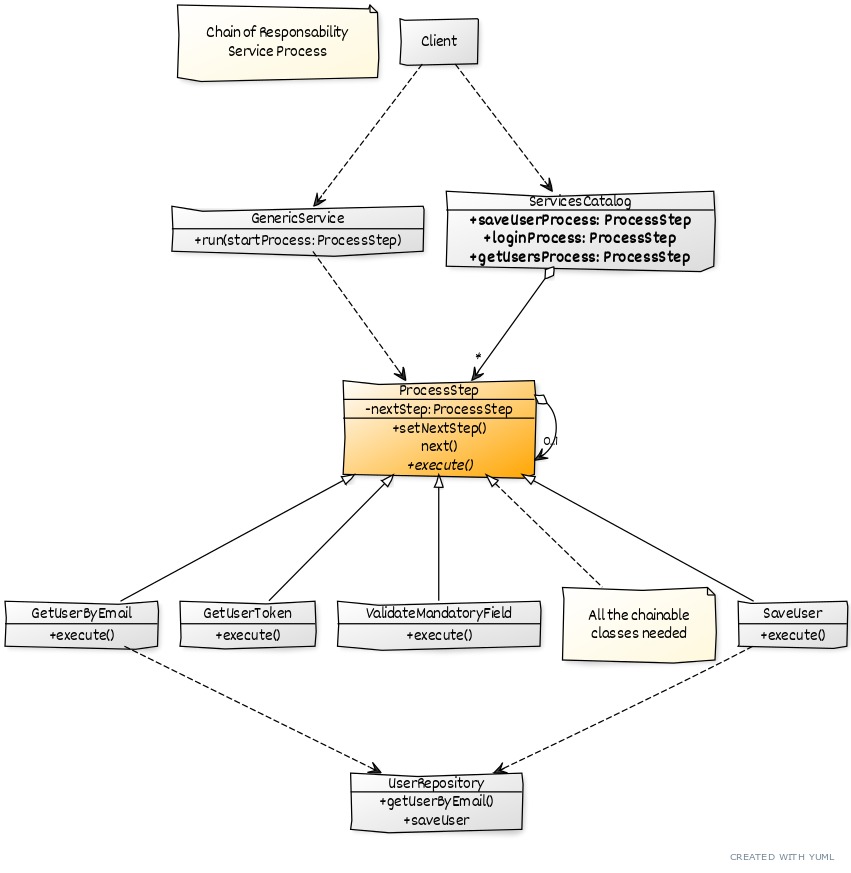 Chain of Responsability
Service Process
Client
GenericService
+run(startProcess: ProcessStep)
ServicesCatalog
+saveUserProcess: ProcessStep
+loginProcess: ProcessStep
+getUsersProcess: ProcessStep
*
ProcessStep
-nextStep: ProcessStep
+setNextStep()
next()
+execute()
0..1
GetUserByEmail
+execute()
GetUserToken
+execute()
ValidateMandatoryField
+execute()
All the chainable
classes needed
SaveUser
+execute()
UserRepository
+getUserByEmail()
+saveUser
CREATED WITH YUML